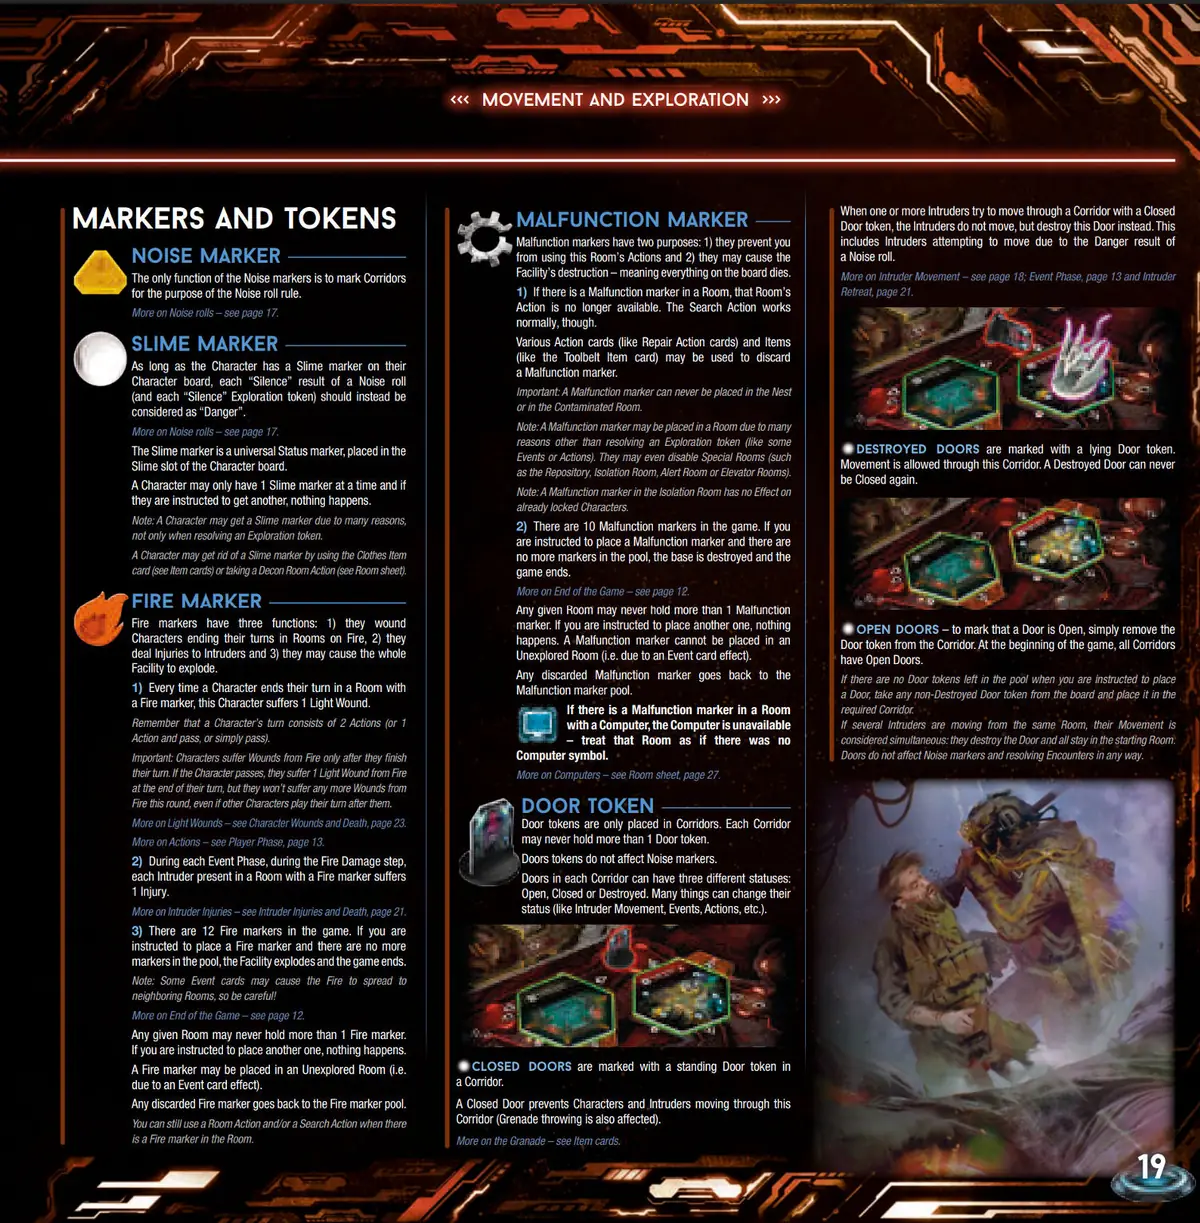 ‹‹‹ MOVEMENT AND EXPLORATION ›››
MARKERS AND TOKENS
NOISE MARKER
The only function of the Noise markers is to mark Corridors
for the purpose of the Noise roll rule.
More on Noise rolls – see page 17.
SLIME MARKER
As long as the Character has a Slime marker on their
Character board, each “Silence” result of a Noise roll
(and each “Silence” Exploration token) should instead be
considered as “Danger”.
More on Noise rolls – see page 17.
The Slime marker is a universal Status marker, placed in the
Slime slot of the Character board.
A Character may only have 1 Slime marker at a time and if
they are instructed to get another, nothing happens.
Note: A Character may get a Slime marker due to many reasons,
not only when resolving an Exploration token.
A Character may get rid of a Slime marker by using the Clothes Item
card (see Item cards) or taking a Decon Room Action (see Room sheet).
FIRE MARKER
Fire markers have three functions: 1) they wound
Characters ending their turns in Rooms on Fire, 2) they
deal Injuries to Intruders and 3) they may cause the whole
Facility to explode.
1) Every time a Character ends their turn in a Room with
a Fire marker, this Character suffers 1 Light Wound.
Remember that a Character’s turn consists of 2 Actions (or 1
Action and pass, or simply pass).
Important: Characters suffer Wounds from Fire only after they finish
their turn. If the Character passes, they suffer 1 Light Wound from Fire
at the end of their turn, but they won’t suffer any more Wounds from
Fire this round, even if other Characters play their turn after them.
More on Light Wounds – see Character Wounds and Death, page 23.
More on Actions – see Player Phase, page 13.
2) During each Event Phase, during the Fire Damage step,
each Intruder present in a Room with a Fire marker suffers
1 Injury.
More on Intruder Injuries – see Intruder Injuries and Death, page 21.
3) There are 12 Fire markers in the game. If you are
instructed to place a Fire marker and there are no more
markers in the pool, the Facility explodes and the game ends.
Note: Some Event cards may cause the Fire to spread to
neighboring Rooms, so be careful!
More on End of the Game – see page 12.
Any given Room may never hold more than 1 Fire marker.
If you are instructed to place another one, nothing happens.
A Fire marker may be placed in an Unexplored Room (i.e.
due to an Event card effect).
Any discarded Fire marker goes back to the Fire marker pool.
You can still use a Room Action and/or a Search Action when there
is a Fire marker in the Room.
MALFUNCTION MARKER
Malfunction markers have two purposes: 1) they prevent you
from using this Room’s Actions and 2) they may cause the
Facility’s destruction – meaning everything on the board dies.
1) If there is a Malfunction marker in a Room, that Room’s
Action is no longer available. The Search Action works
normally, though.
Various Action cards (like Repair Action cards) and Items
(like the Toolbelt Item card) may be used to discard
a Malfunction marker.
Important: A Malfunction marker can never be placed in the Nest
or in the Contaminated Room.
Note: A Malfunction marker may be placed in a Room due to many
reasons other than resolving an Exploration token (like some
Events or Actions). They may even disable Special Rooms (such
as the Repository, Isolation Room, Alert Room or Elevator Rooms).
Note: A Malfunction marker in the Isolation Room has no Effect on
already locked Characters.
2) There are 10 Malfunction markers in the game. If you
are instructed to place a Malfunction marker and there are
no more markers in the pool, the base is destroyed and the
game ends.
More on End of the Game – see page 12.
Any given Room may never hold more than 1 Malfunction
marker. If you are instructed to place another one, nothing
happens. A Malfunction marker cannot be placed in an
Unexplored Room (i.e. due to an Event card effect).
Any discarded Malfunction marker goes back to the
Malfunction marker pool.
If there is a Malfunction marker in a Room
with a Computer, the Computer is unavailable
– treat that Room as if there was no
Computer symbol.
More on Computers – see Room sheet, page 27.
DOOR TOKEN
Door tokens are only placed in Corridors. Each Corridor
may never hold more than 1 Door token.
Doors tokens do not affect Noise markers.
Doors in each Corridor can have three different statuses:
Open, Closed or Destroyed. Many things can change their
status (like Intruder Movement, Events, Actions, etc.).
CLOSED DOORS are marked with a standing Door token in
a Corridor.
A Closed Door prevents Characters and Intruders moving through this
Corridor (Grenade throwing is also affected).
More on the Granade – see Item cards.
When one or more Intruders try to move through a Corridor with a Closed
Door token, the Intruders do not move, but destroy this Door instead. This
includes Intruders attempting to move due to the Danger result of
a Noise roll.
More on Intruder Movement – see page 18; Event Phase, page 13 and Intruder
Retreat, page 21.
DESTROYED DOORS are marked with a lying Door token.
Movement is allowed through this Corridor. A Destroyed Door can never
be Closed again.
OPEN DOORS – to mark that a Door is Open, simply remove the
Door token from the Corridor. At the beginning of the game, all Corridors
have Open Doors.
If there are no Door tokens left in the pool when you are instructed to place
a Door, take any non-Destroyed Door token from the board and place it in the
required Corridor.
If several Intruders are moving from the same Room, their Movement is
considered simultaneous: they destroy the Door and all stay in the starting Room.
Doors do not affect Noise markers and resolving Encounters in any way.
19